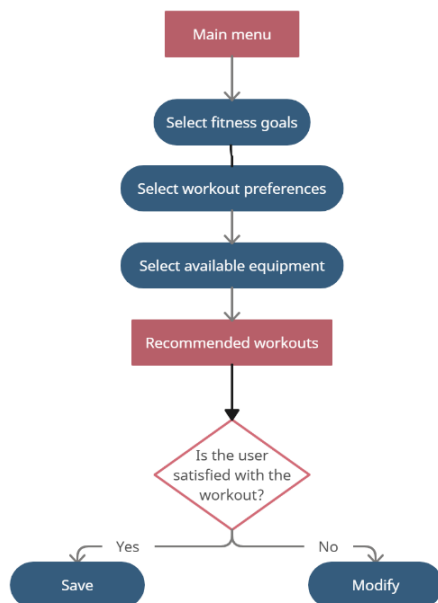 Main menu
Select fitness goals
Select workout preferences
Select available equipment
Recommended workouts
Is the user
satisfied with the
workout?
Yes
No
Save
Modify